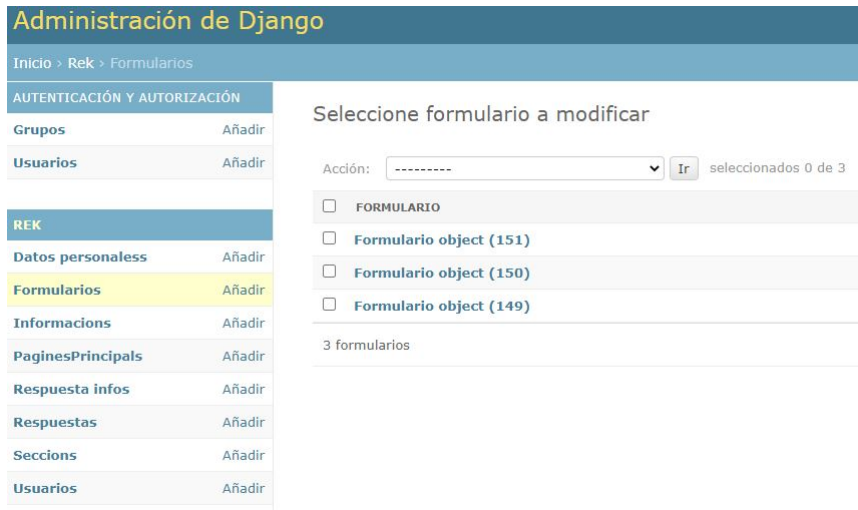 Administración de Django
Inicio › Rek › Formularios
AUTENTICACIÓN Y AUTORIZACIÓN
Grupos Añadir
Usuarios Añadir
REK
Datos personaless Añadir
Formularios Añadir
Informacions Añadir
PaginesPrincipals Añadir
Respuesta infos Añadir
Respuestas Añadir
Seccions Añadir
Usuarios Añadir
Seleccione formulario a modificar
Acción: --------- Ir seleccionados 0 de 3
FORMULARIO
Formulario object (151)
Formulario object (150)
Formulario object (149)
3 formularios